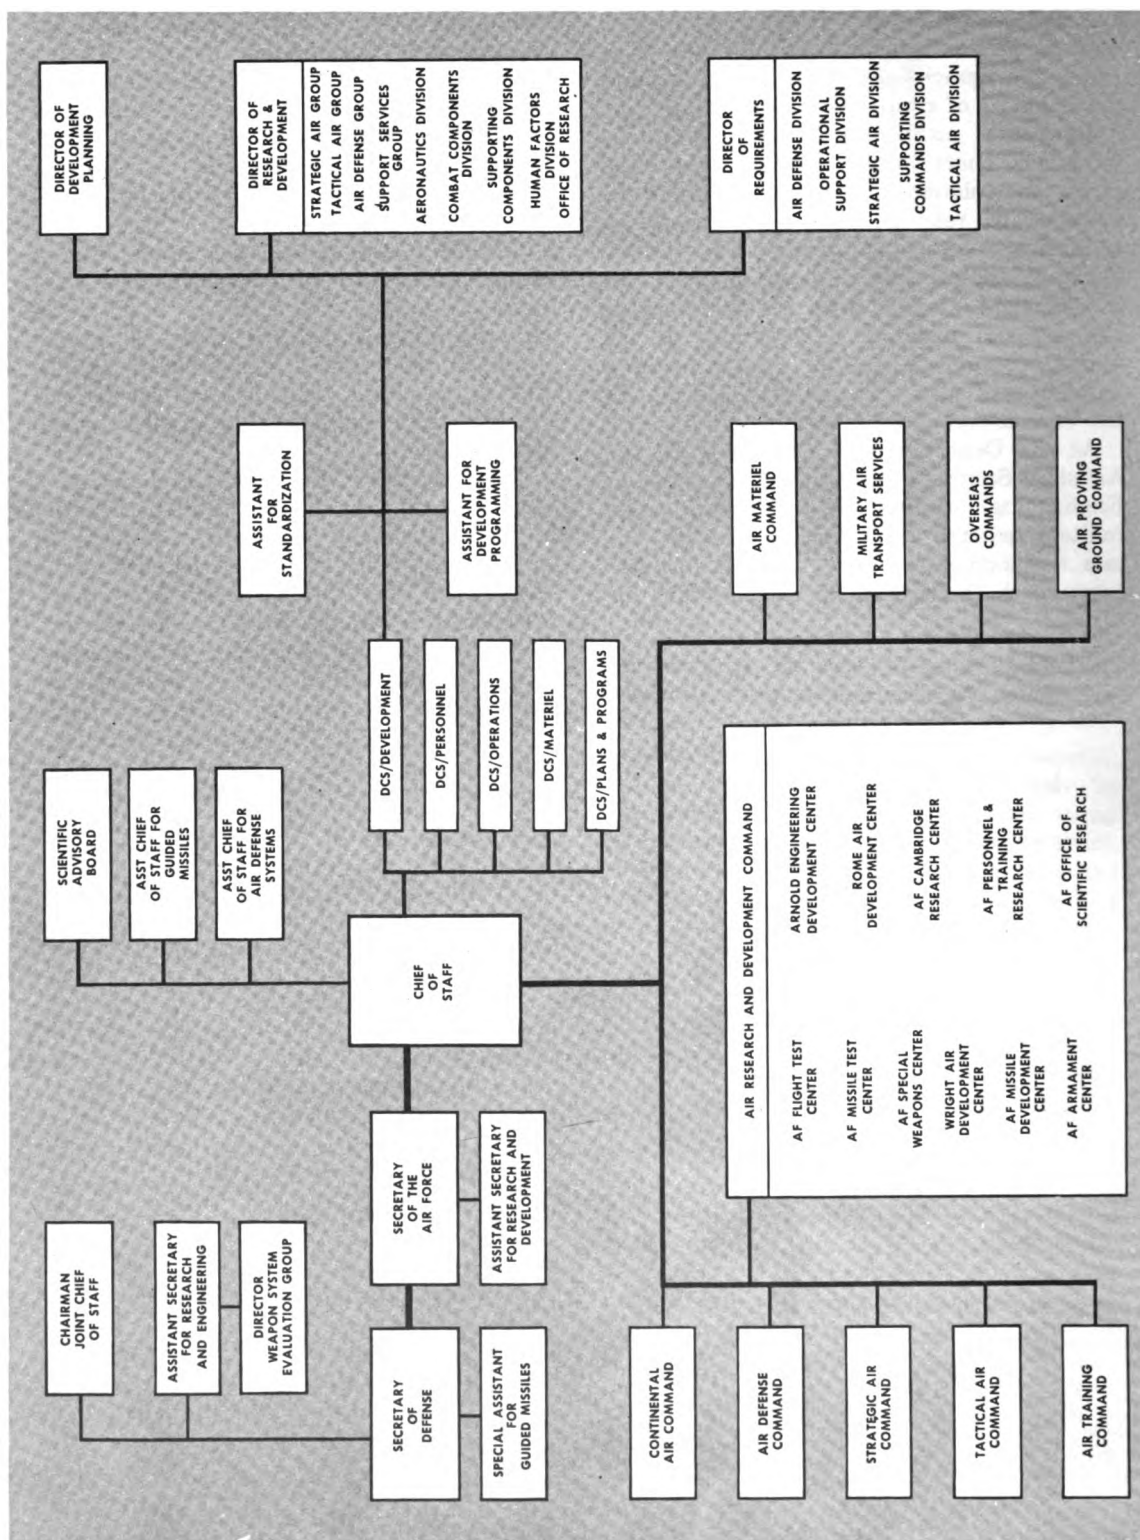 CHAIRMAN
JOINT CHIEF
OF STAFF
ASSISTANT SECRETARY
FOR RESEARCH
AND ENGINEERING
DIRECTOR
WEAPON SYSTEM
EVALUATION GROUP
SECRETARY
OF
DEFENSE
SPECIAL ASSISTANT
FOR
GUIDED MISSILES
SECRETARY
OF THE
AIR FORCE
ASSISTANT SECRETARY
FOR RESEARCH AND
DEVELOPMENT
SCIENTIFIC
ADVISORY
BOARD
ASST CHIEF
OF STAFF FOR
GUIDED
MISSILES
ASST CHIEF
OF STAFF FOR
AIR DEFENSE
SYSTEMS
CHIEF
OF
STAFF
DCS/DEVELOPMENT
DCS/PERSONNEL
DCS/OPERATIONS
DCS/MATERIEL
DCS/PLANS & PROGRAMS
ASSISTANT
FOR
STANDARDIZATION
ASSISTANT FOR
DEVELOPMENT
PROGRAMMING
DIRECTOR OF
DEVELOPMENT
PLANNING
DIRECTOR OF
RESEARCH &
DEVELOPMENT
STRATEGIC AIR GROUP
TACTICAL AIR GROUP
AIR DEFENSE GROUP
SUPPORT SERVICES
GROUP
AERONAUTICS DIVISION
COMBAT COMPONENTS
DIVISION
SUPPORTING
COMPONENTS DIVISION
HUMAN FACTORS
DIVISION
OFFICE OF RESEARCH
DIRECTOR
OF
REQUIREMENTS
AIR DEFENSE DIVISION
OPERATIONAL
SUPPORT DIVISION
STRATEGIC AIR DIVISION
SUPPORTING
COMMANDS DIVISION
TACTICAL AIR DIVISION
CONTINENTAL
AIR COMMAND
AIR DEFENSE
COMMAND
STRATEGIC AIR
COMMAND
TACTICAL AIR
COMMAND
AIR TRAINING
COMMAND
AIR RESEARCH AND DEVELOPMENT COMMAND
AF FLIGHT TEST
CENTER
AF MISSILE TEST
CENTER
AF SPECIAL
WEAPONS CENTER
WRIGHT AIR
DEVELOPMENT
CENTER
AF MISSILE
DEVELOPMENT
CENTER
AF ARMAMENT
CENTER
ARNOLD ENGINEERING
DEVELOPMENT CENTER
ROME AIR
DEVELOPMENT CENTER
AF CAMBRIDGE
RESEARCH CENTER
AF PERSONNEL &
TRAINING
RESEARCH CENTER
AF OFFICE OF
SCIENTIFIC RESEARCH
AIR MATERIEL
COMMAND
MILITARY AIR
TRANSPORT SERVICES
OVERSEAS
COMMANDS
AIR PROVING
GROUND COMMAND